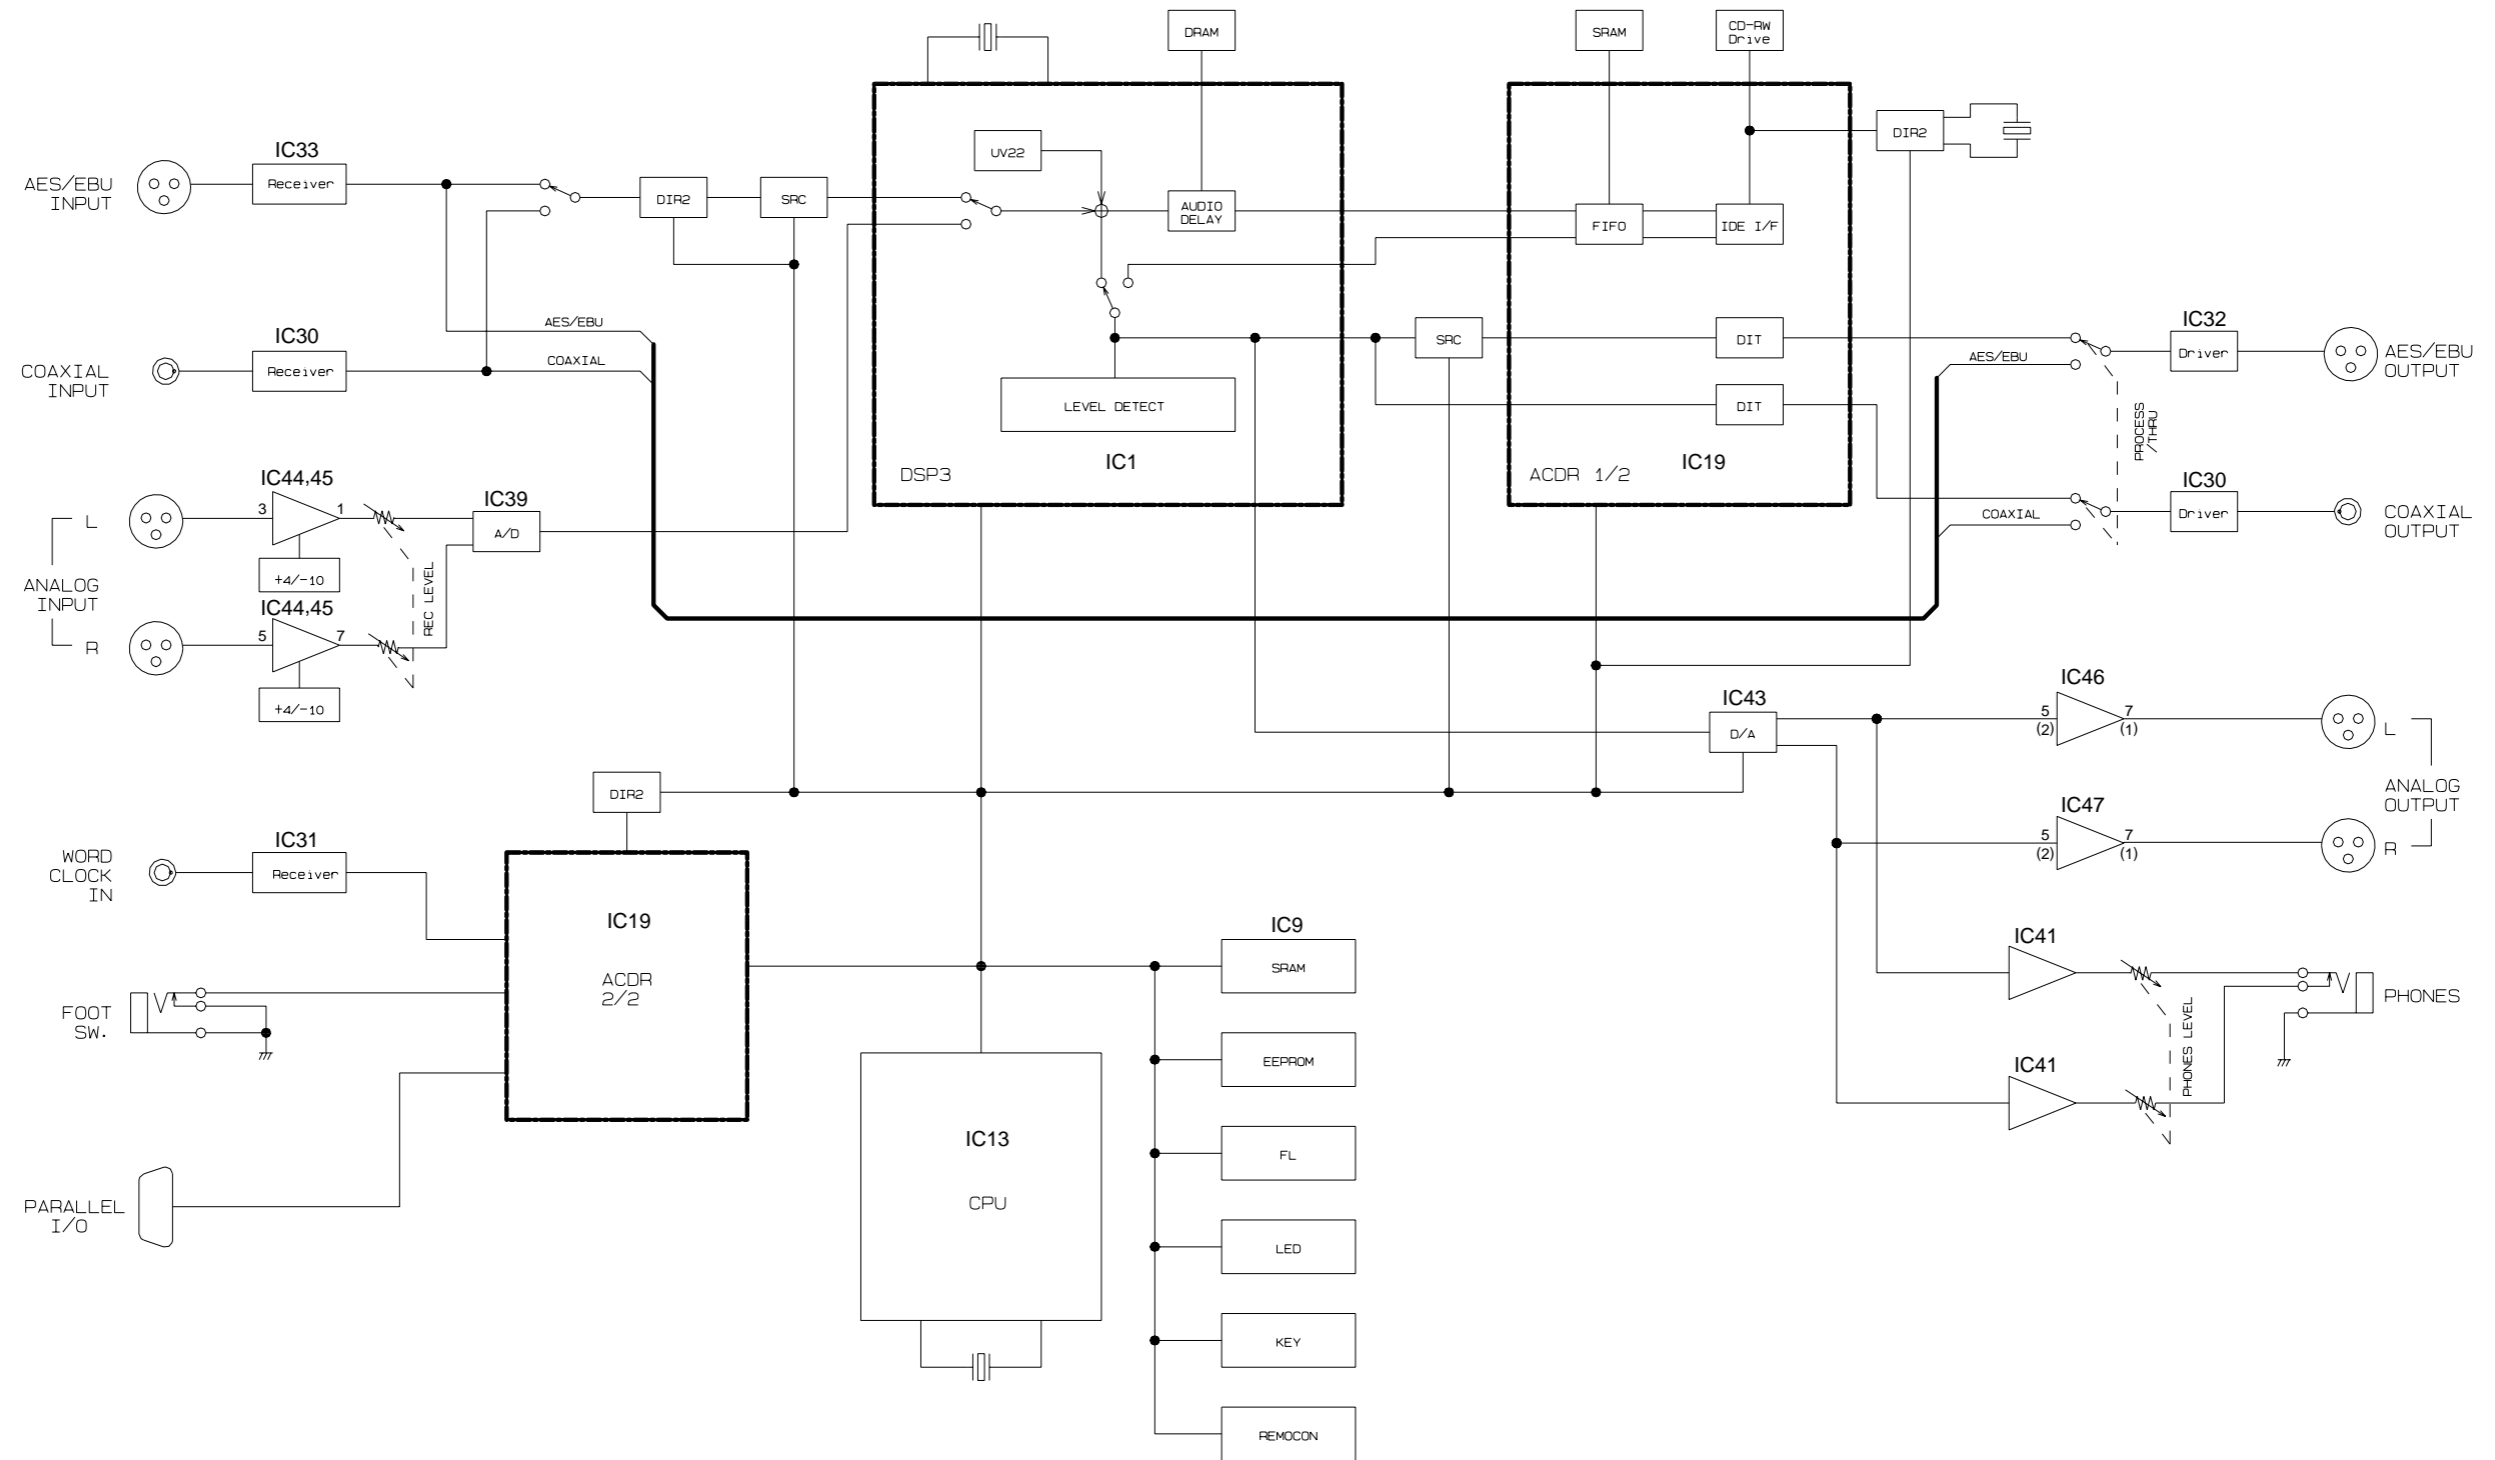 DRAM
SRAM
CD-RW
Drive
UV22
DIR2
IC33
Receiver
AES/EBU
INPUT
DIR2
SRC
AUDIO
DELAY
FIFO
IDE I/F
IC30
Receiver
COAXIAL
INPUT
AES/EBU
COAXIAL
LEVEL DETECT
SRC
DIT
DIT
DSP3
IC1
ACDR 1/2
IC19
AES/EBU
IC32
Driver
AES/EBU
OUTPUT
PROCESS
/THRU
COAXIAL
IC30
Driver
COAXIAL
OUTPUT
IC44,45
L
3
1
+4/-10
IC39
A/D
ANALOG
INPUT
REC LEVEL
IC44,45
R
5
7
+4/-10
IC43
D/A
IC46
5
(2)
7
(1)
L
ANALOG
OUTPUT
IC47
5
(2)
7
(1)
R
DIR2
IC31
Receiver
WORD
CLOCK
IN
IC19
ACDR
2/2
FOOT
SW.
PARALLEL
I/O
IC13
CPU
IC9
SRAM
EEPROM
FL
LED
KEY
REMOCON
IC41
IC41
PHONES LEVEL
PHONES